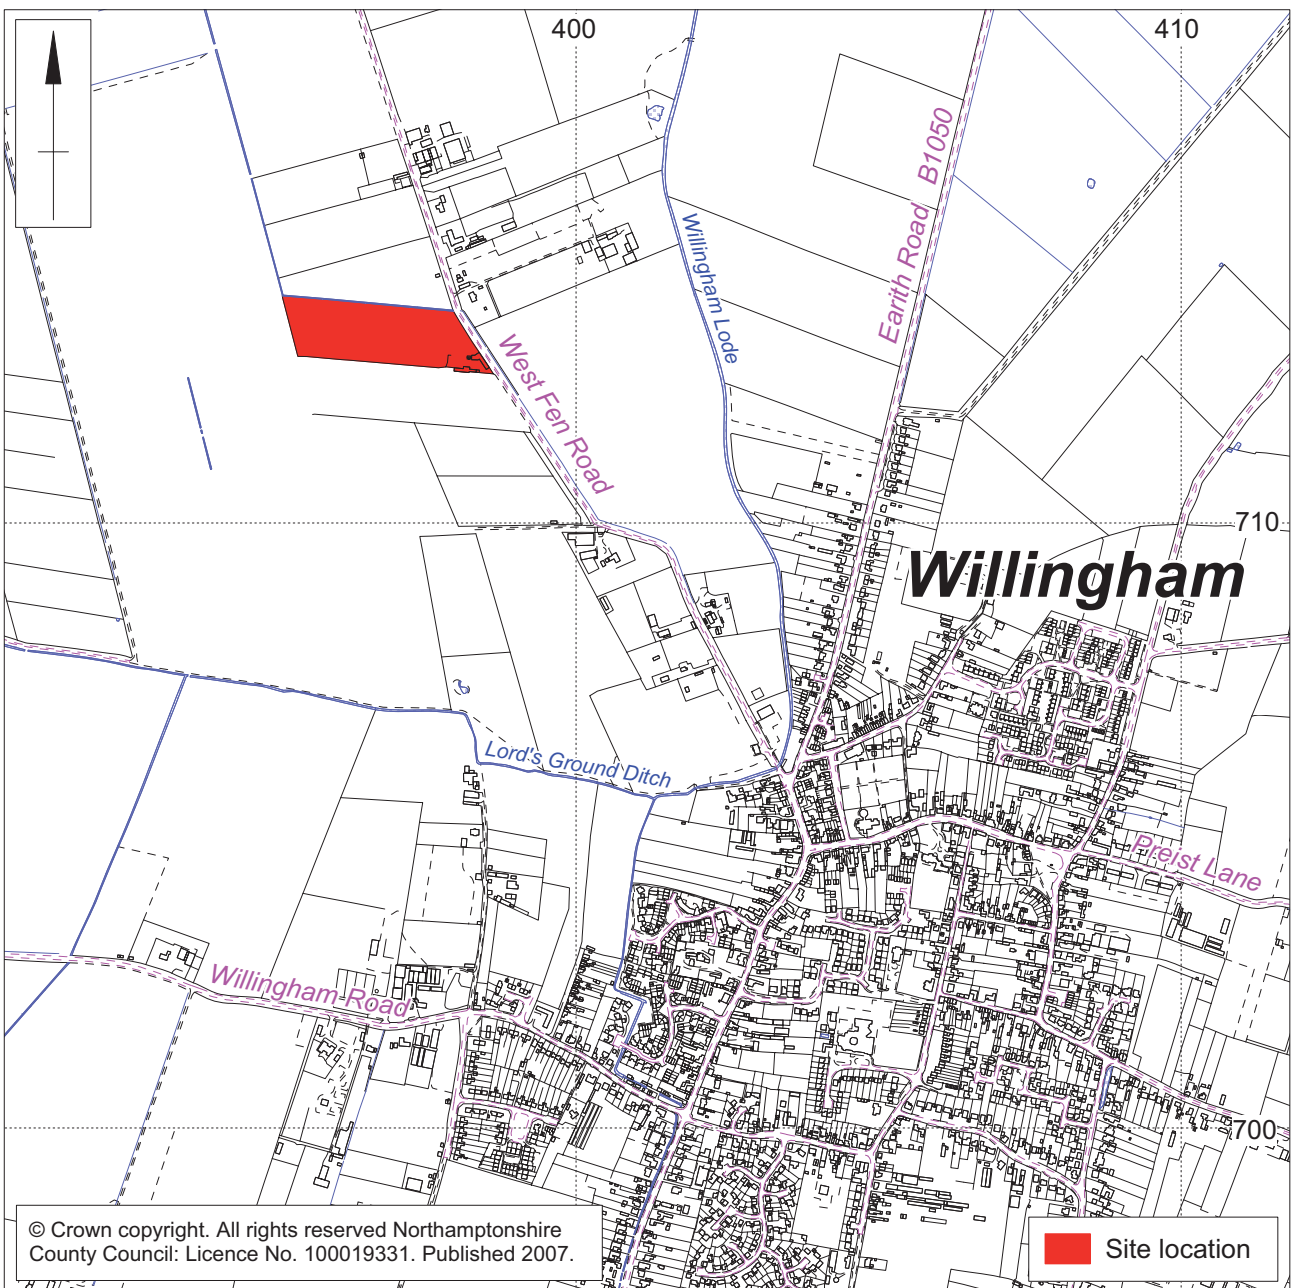 400
410
Earith Road B1050
Willingham Lode
West Fen Road
710
Willingham
Lord's Ground Ditch
Preist Lane
Willingham Road
700
© Crown copyright. All rights reserved Northamptonshire
County Council: Licence No. 100019331. Published 2007.
Site location